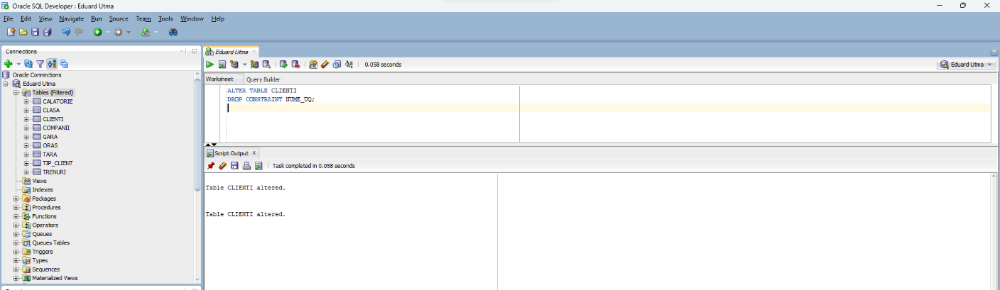 Oracle SQL Developer : Eduard Utma
File Edit View Navigate Run Source Team Tools Window Help
Connections
Oracle Connections
Eduard Utma
Tables (Filtered)
CALATORIE
CLASA
CLIENTI
COMPANII
GARA
ORAS
TARA
TIP_CLIENT
TRENURI
Views
Indexes
Packages
Procedures
Functions
Operators
Queues
Queues Tables
Triggers
Types
Sequences
Materialized Views
Eduard Utma
0.058 seconds
Eduard Utma
Worksheet Query Builder
ALTER TABLE CLIENTI
DROP CONSTRAINT NUME_UQ;
Script Output x
Task completed in 0.058 seconds
Table CLIENTI altered.
Table CLIENTI altered.